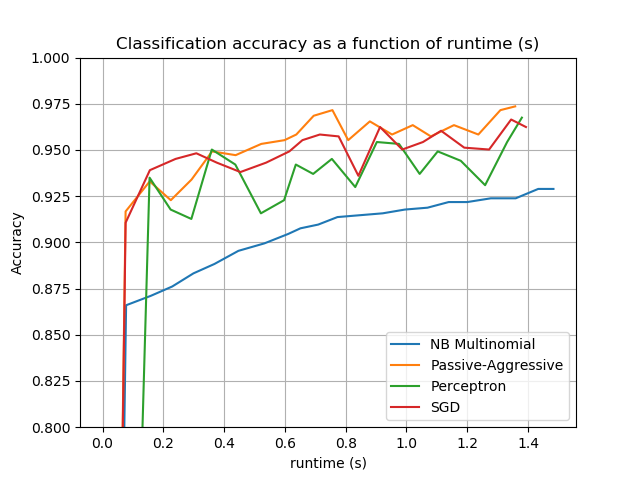 Classification accuracy as a function of runtime (s)
1.000
0.975
0.950
0.925
0.900
0.875
0.850
0.825
0.800
Accuracy
NB Multinomial
Passive-Aggressive
Perceptron
SGD
0.0 0.2 0.4 0.6 0.8 1.0 1.2 1.4
runtime (s)